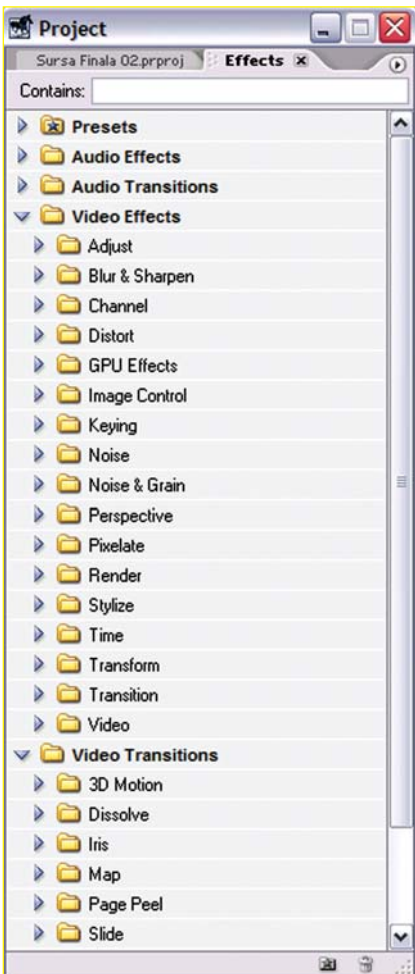 Project
Sursa Finala 02.prproj Effects
Contains:
Presets
Audio Effects
Audio Transitions
Video Effects
Adjust
Blur & Sharpen
Channel
Distort
GPU Effects
Image Control
Keying
Noise
Noise & Grain
Perspective
Pixelate
Render
Stylize
Time
Transform
Transition
Video
Video Transitions
3D Motion
Dissolve
Iris
Map
Page Peel
Slide